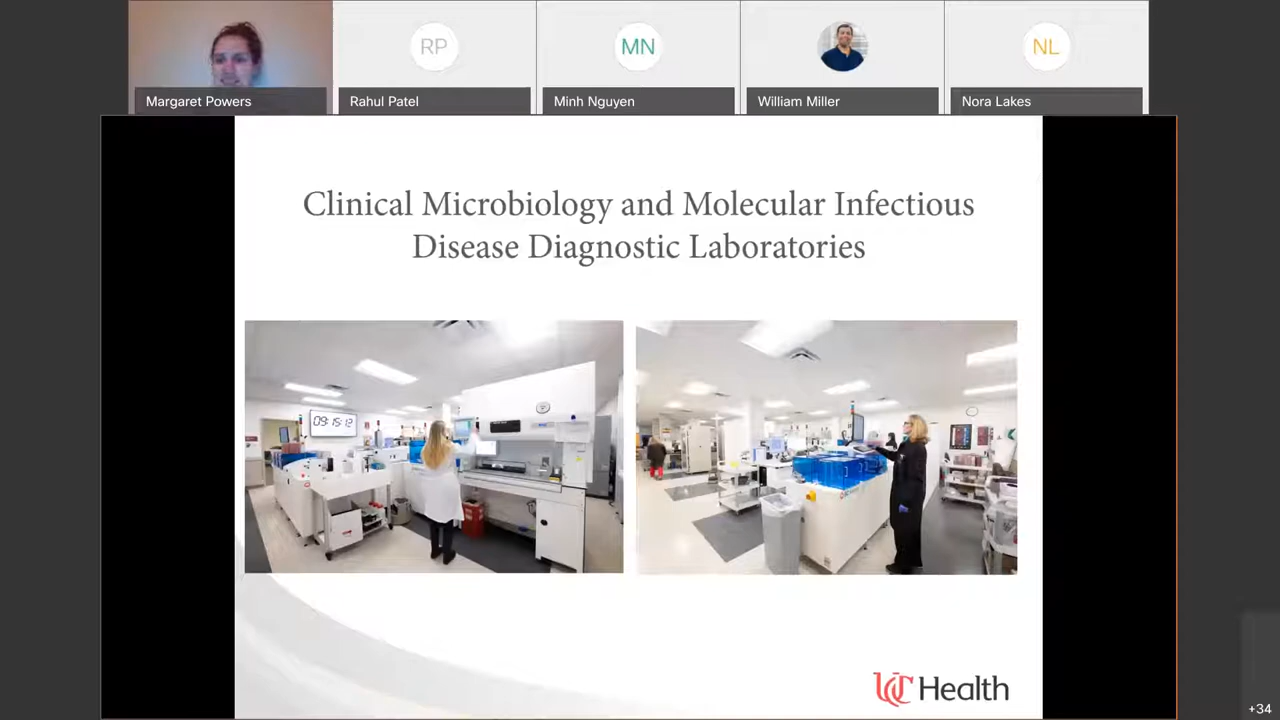 RP
MN
NL
Margaret Powers
Rahul Patel
Minh Nguyen
William Miller
Nora Lakes
Clinical Microbiology and Molecular Infectious
Disease Diagnostic Laboratories
09:15:12
UC Health
+34